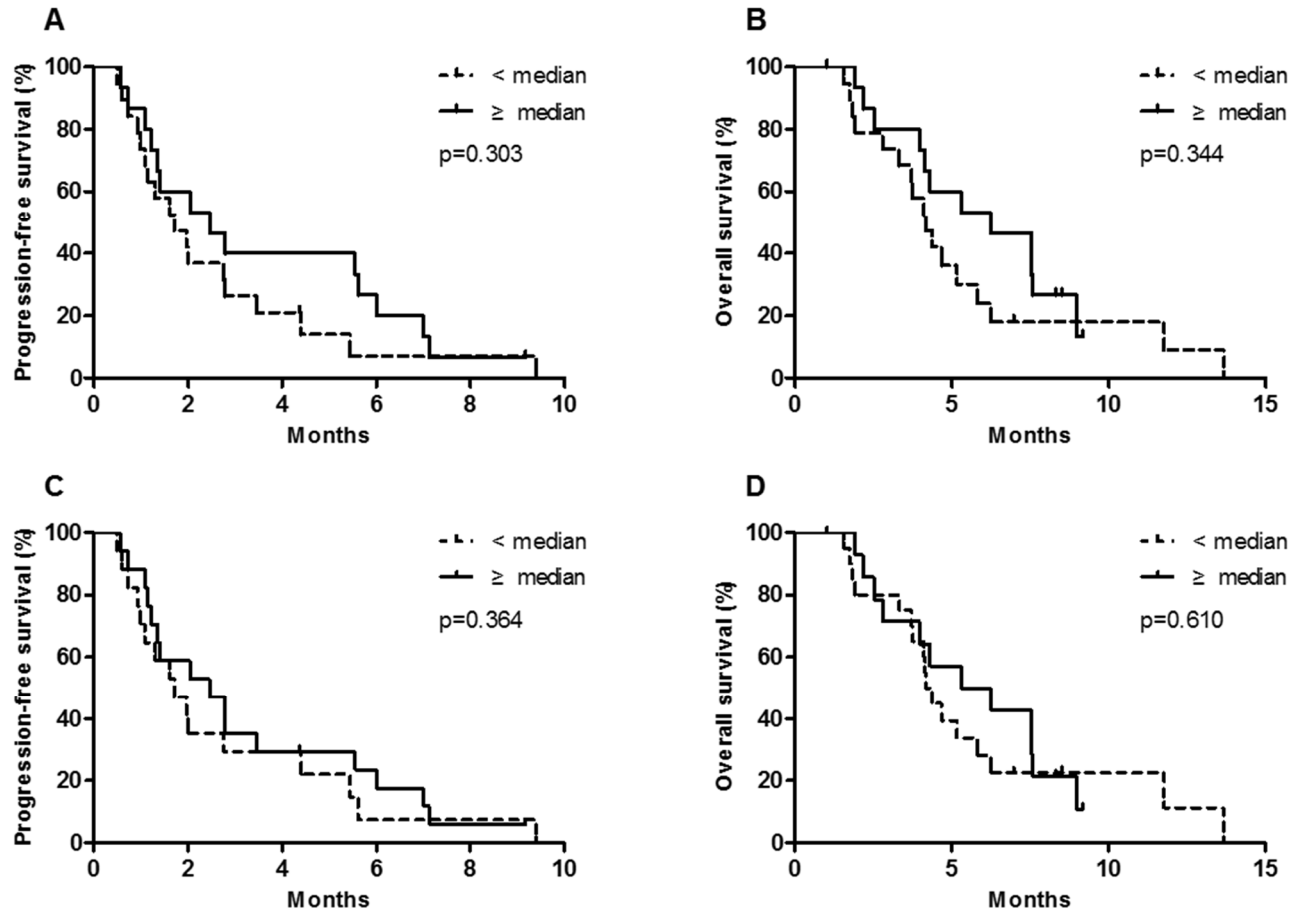 A
Progression-free survival (%)
100
80
60
40
20
0
0 2 4 6 8 10
Months
< median
≥ median
p=0.303
B
Overall survival (%)
100
80
60
40
20
0
0 5 10 15
Months
< median
≥ median
p=0.344
C
Progression-free survival (%)
100
80
60
40
20
0
0 2 4 6 8 10
Months
< median
≥ median
p=0.364
D
Overall survival (%)
100
80
60
40
20
0
0 5 10 15
Months
< median
≥ median
p=0.610